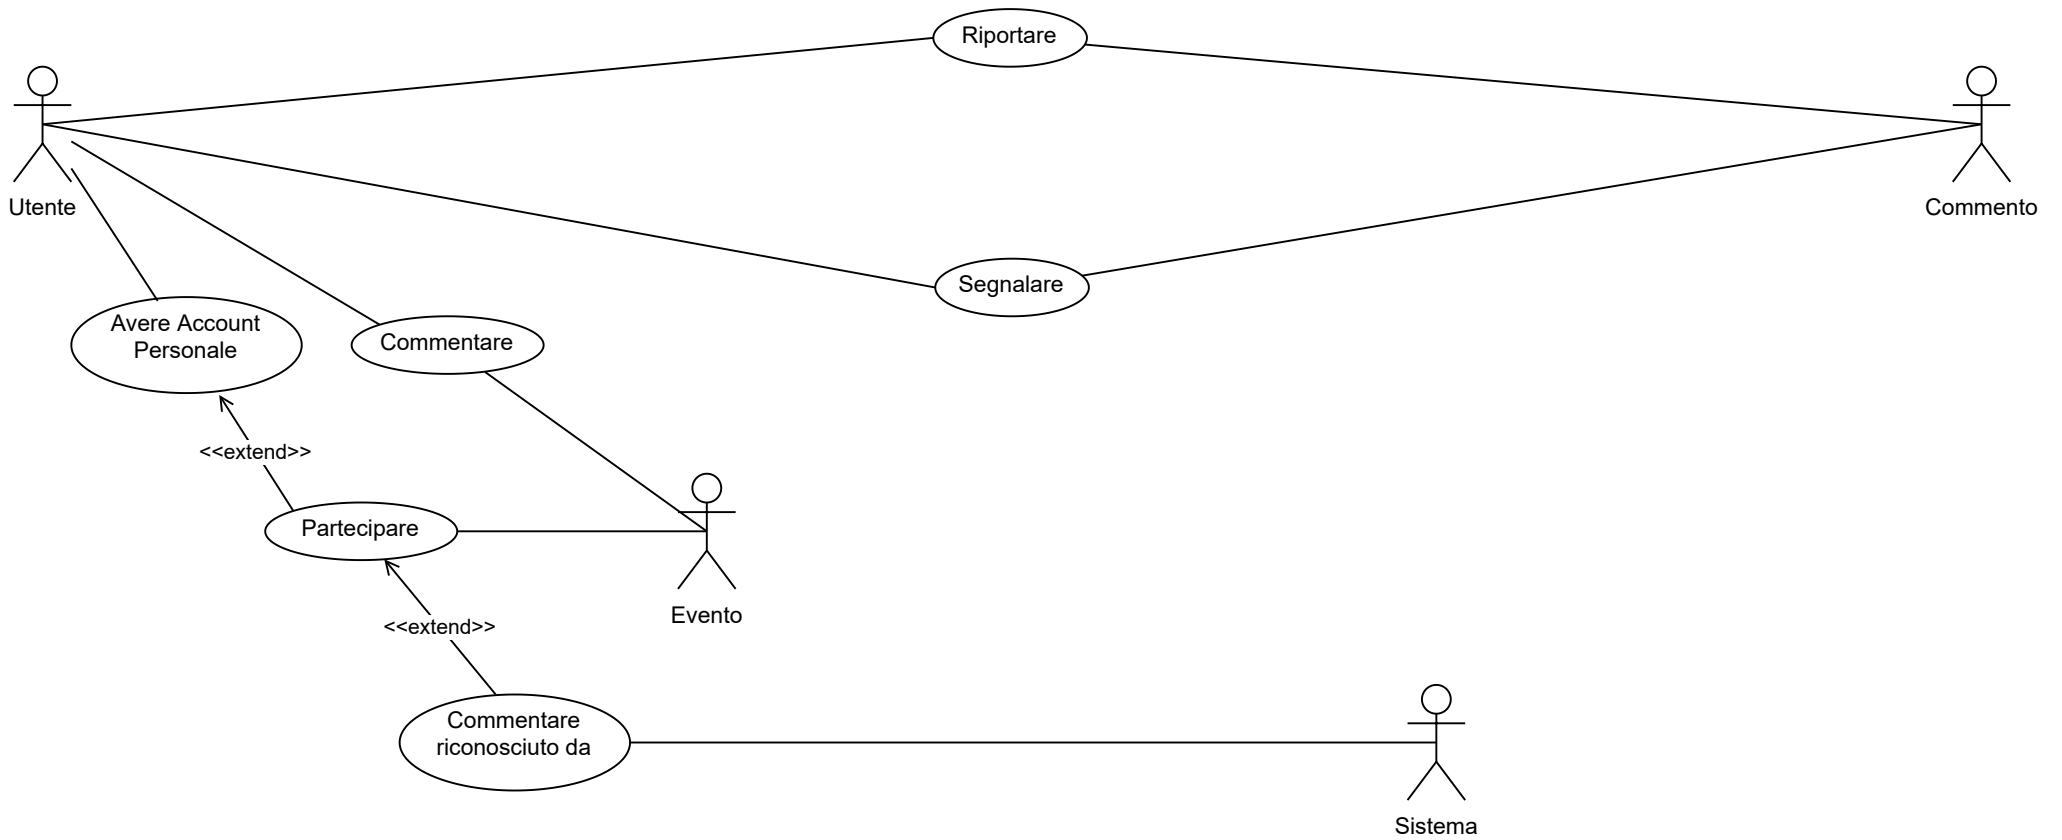 Riportare
Utente
Commento
Segnalare
Avere Account
Personale
Commentare
<<extend>>
Partecipare
Evento
<<extend>>
Commentare
riconosciuto da
Sistema